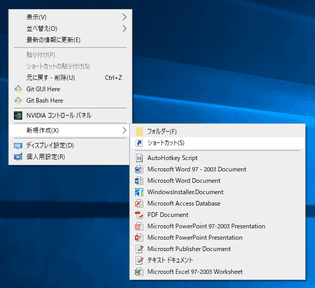 表示(V)
並べ替え(O)
最新の情報に更新(E)
貼り付け(P)
ショートカットの貼り付け(S)
元に戻す - 削除(U) Ctrl+Z
Git GUI Here
Git Bash Here
NVIDIA コントロール パネル
新規作成(X)
ディスプレイ設定(D)
個人用設定(R)
フォルダー(F)
ショートカット(S)
AutoHotkey Script
Microsoft Word 97 - 2003 Document
Microsoft Word Document
WindowsInstaller.Document
Microsoft Access Database
PDF Document
Microsoft PowerPoint 97-2003 Presentation
Microsoft PowerPoint Presentation
Microsoft Publisher Document
テキスト ドキュメント
Microsoft Excel 97-2003 Worksheet